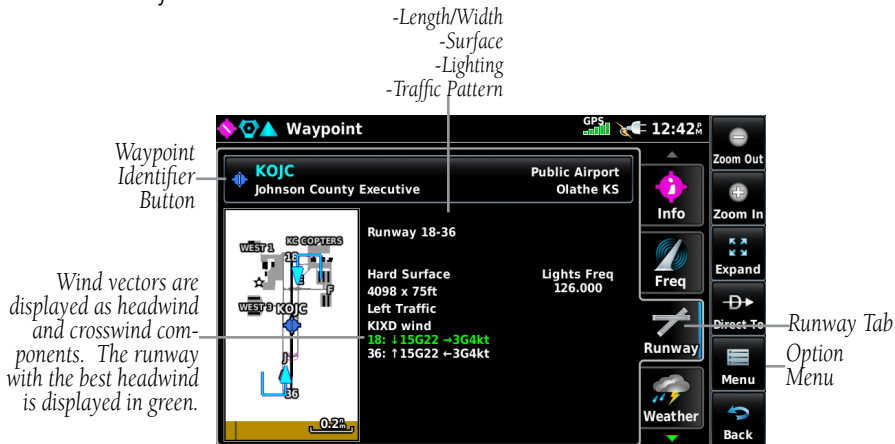 -Length/Width
-Surface
-Lighting
-Traffic Pattern
Waypoint
Identifier
Button
Wind vectors are
displayed as headwind
and crosswind com-
ponents. The runway
with the best headwind
is displayed in green.
Waypoint
GPS
12:42PM
KOJC
Johnson County Executive
Public Airport
Olathe KS
WEST 1
KC COPTERS
18
E
F
WEST 3
KOJC
J
36
0.2nm
Runway 18-36
Hard Surface
4098 x 75ft
Left Traffic
KIXD wind
18: ↓15G22 →3G4kt
36: ↑15G22 ←3G4kt
Lights Freq
126.000
Info
Freq
Runway
Weather
Zoom Out
Zoom In
Expand
D
Direct To
Menu
Back
Runway Tab
Option
Menu